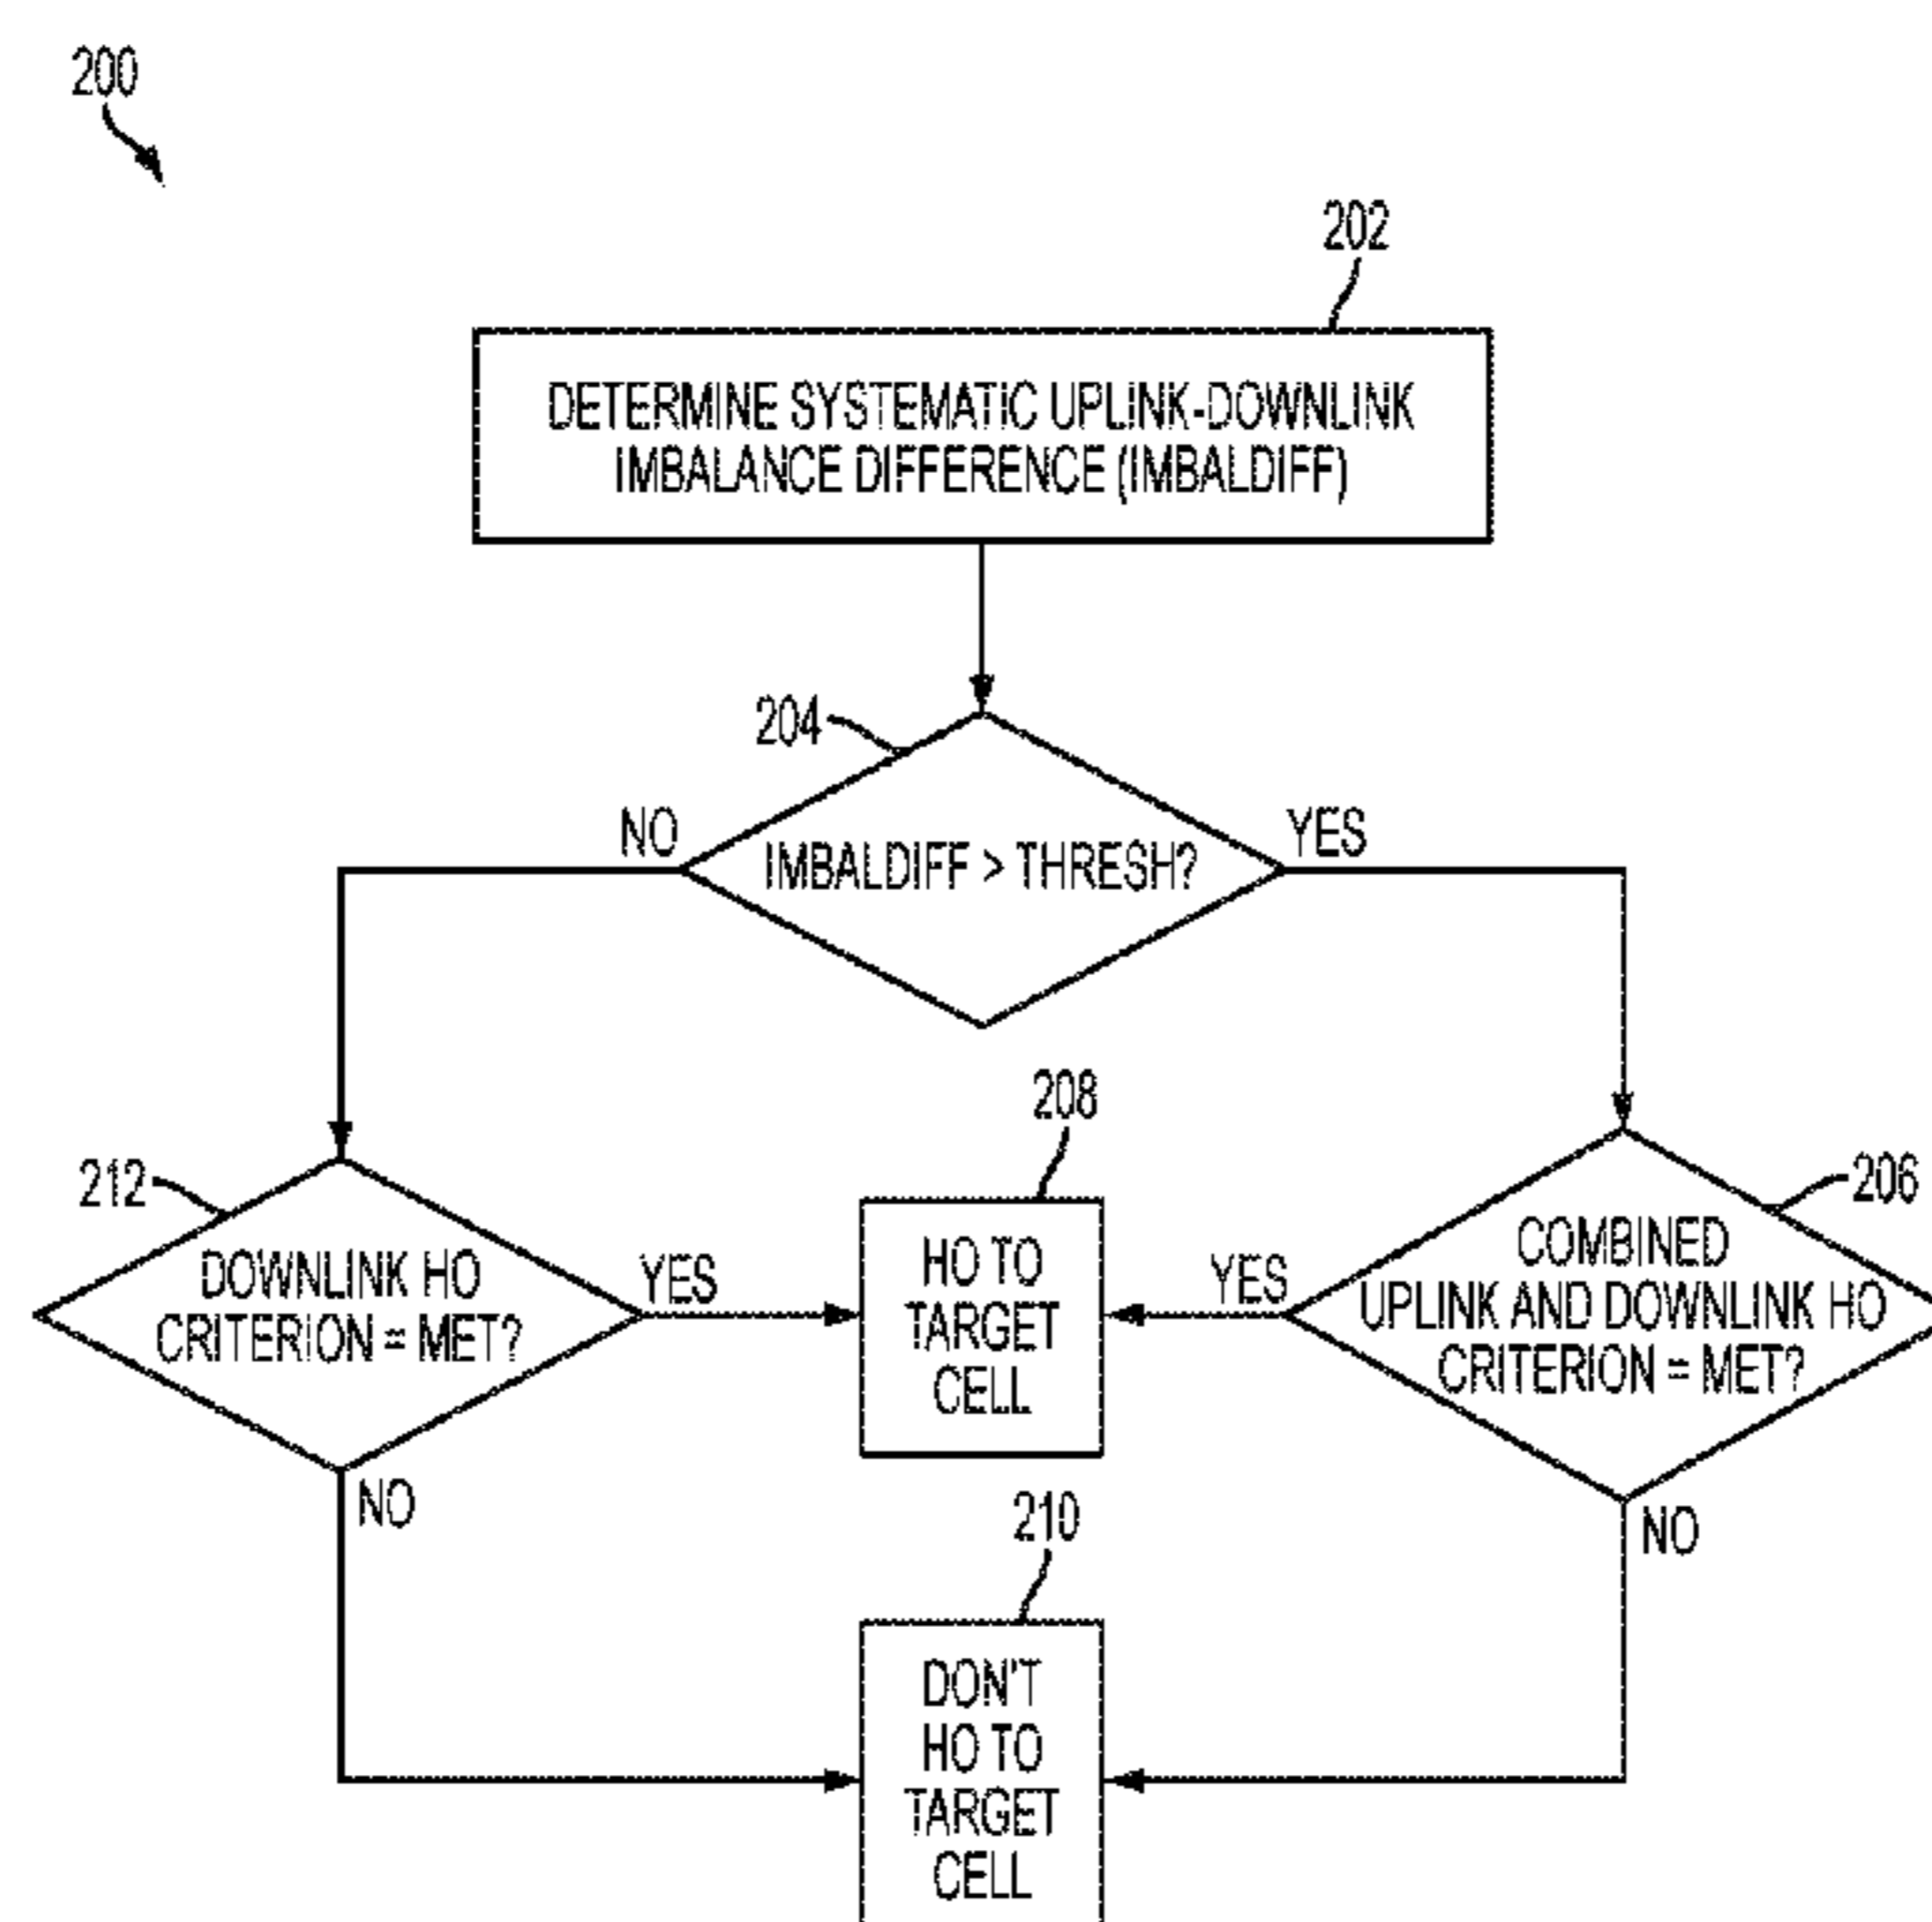 200
202
DETERMINE SYSTEMATIC UPLINK-DOWNLINK
IMBALANCE DIFFERENCE (IMBALDIFF)
204
NO
YES
IMBALDIFF > THRESH?
208
212
206
DOWNLINK HO
CRITERION = MET?
YES
HO TO
TARGET
CELL
YES
COMBINED
UPLINK AND DOWNLINK HO
CRITERION = MET?
NO
210
NO
DON'T
HO TO
TARGET
CELL